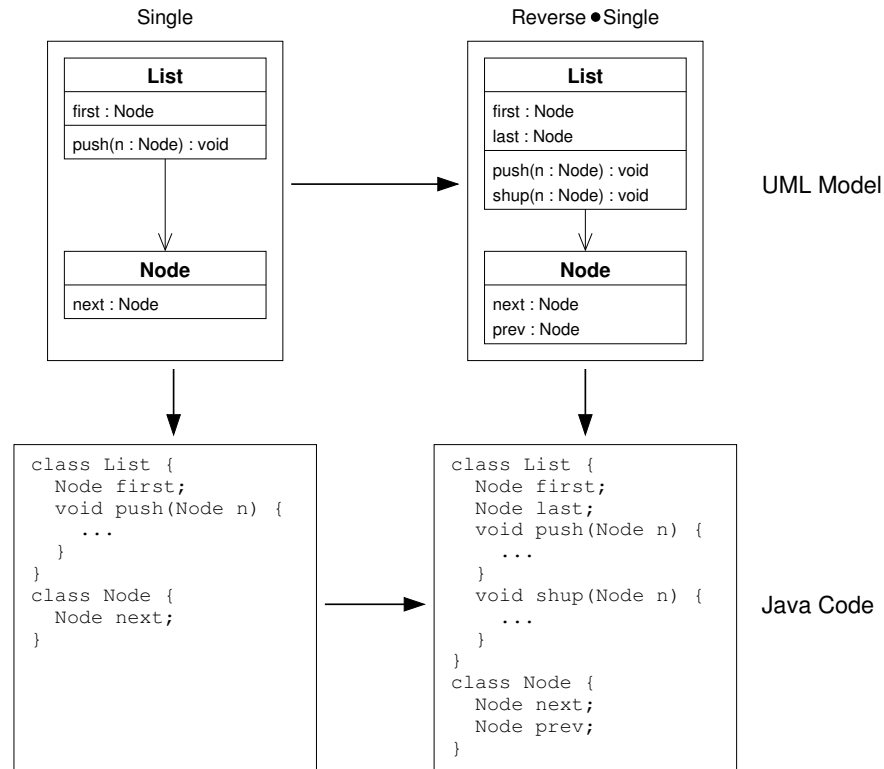 Single
Reverse ● Single
List
first : Node
push(n : Node) : void
Node
next : Node
List
first : Node
last : Node
push(n : Node) : void
shup(n : Node) : void
Node
next : Node
prev : Node
UML Model
class List {
  Node first;
  void push(Node n) {
    ...
  }
}
class Node {
  Node next;
}
class List {
  Node first;
  Node last;
  void push(Node n) {
    ...
  }
  void shup(Node n) {
    ...
  }
}
class Node {
  Node next;
  Node prev;
}
Java Code